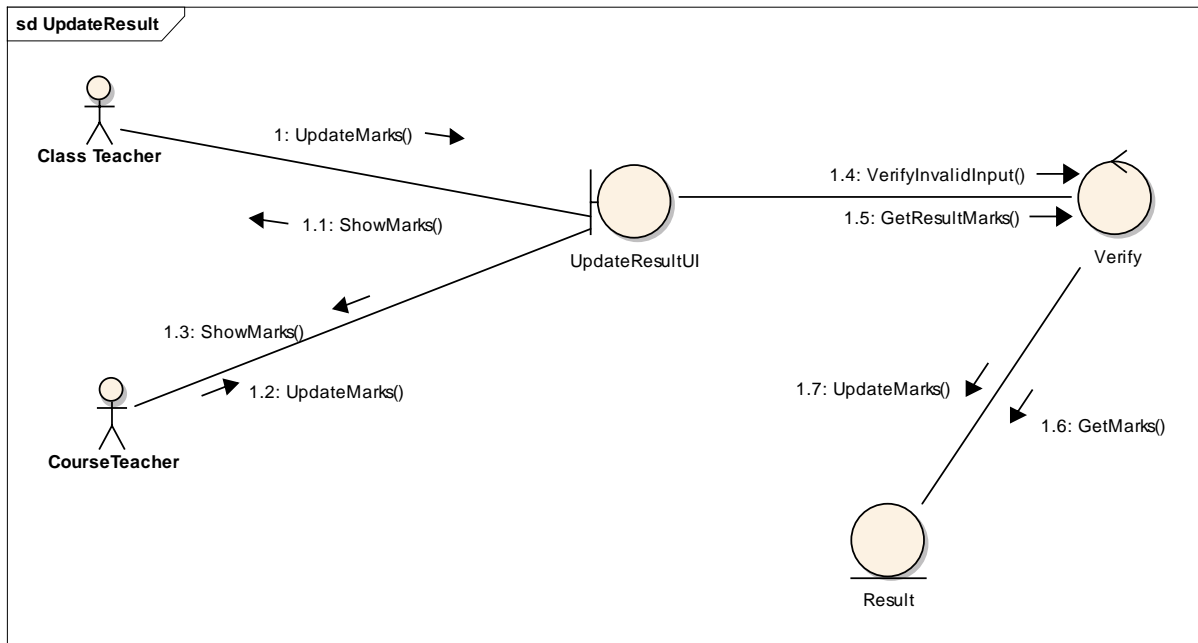 sd UpdateResult
Class Teacher
1: UpdateMarks()
1.1: ShowMarks()
UpdateResultUI
1.4: VerifyInvalidInput()
1.5: GetResultMarks()
Verify
1.3: ShowMarks()
1.2: UpdateMarks()
CourseTeacher
1.7: UpdateMarks()
1.6: GetMarks()
Result